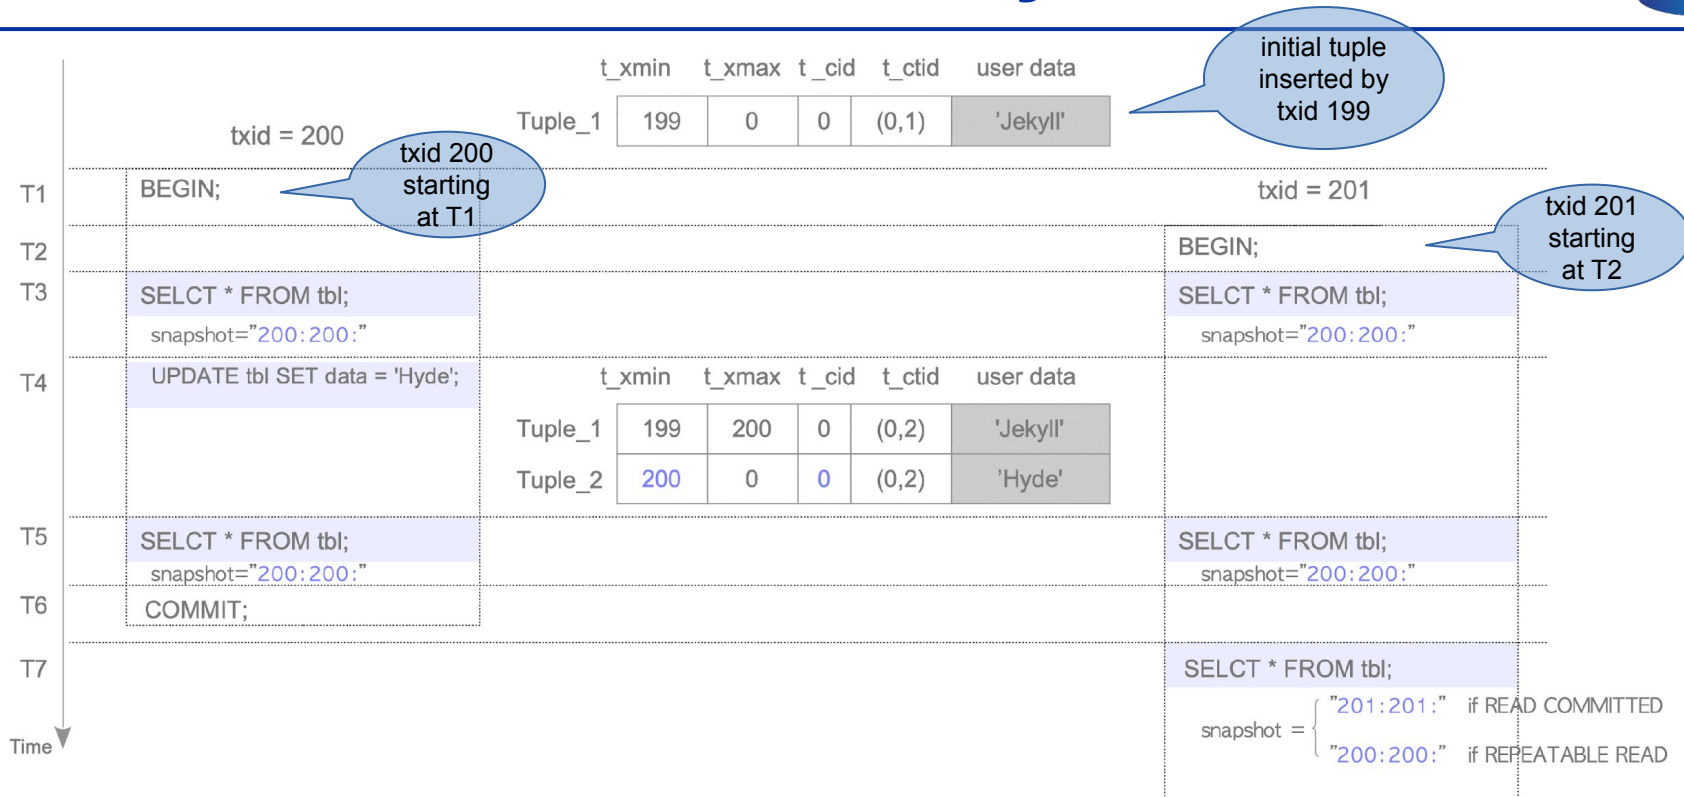 initial tuple
inserted by
txid 199
t_xmin t_xmax t _cid t_ctid user data
Tuple_1 199 0 0 (0,1) 'Jekyll'
txid = 200
txid 200
starting
at T1
T1 BEGIN; txid = 201
txid 201
starting
at T2
T2 BEGIN;
T3 SELCT * FROM tbl; SELCT * FROM tbl;
snapshot="200:200:" snapshot="200:200:"
T4 UPDATE tbl SET data = 'Hyde'; t_xmin t_xmax t _cid t_ctid user data
Tuple_1 199 200 0 (0,2) 'Jekyll'
Tuple_2 200 0 0 (0,2) 'Hyde'
T5 SELCT * FROM tbl; SELCT * FROM tbl;
snapshot="200:200:" snapshot="200:200:"
T6 COMMIT;
T7 SELCT * FROM tbl;
"201:201:" if READ COMMITTED
snapshot =
"200:200:" if REPEATABLE READ
Time